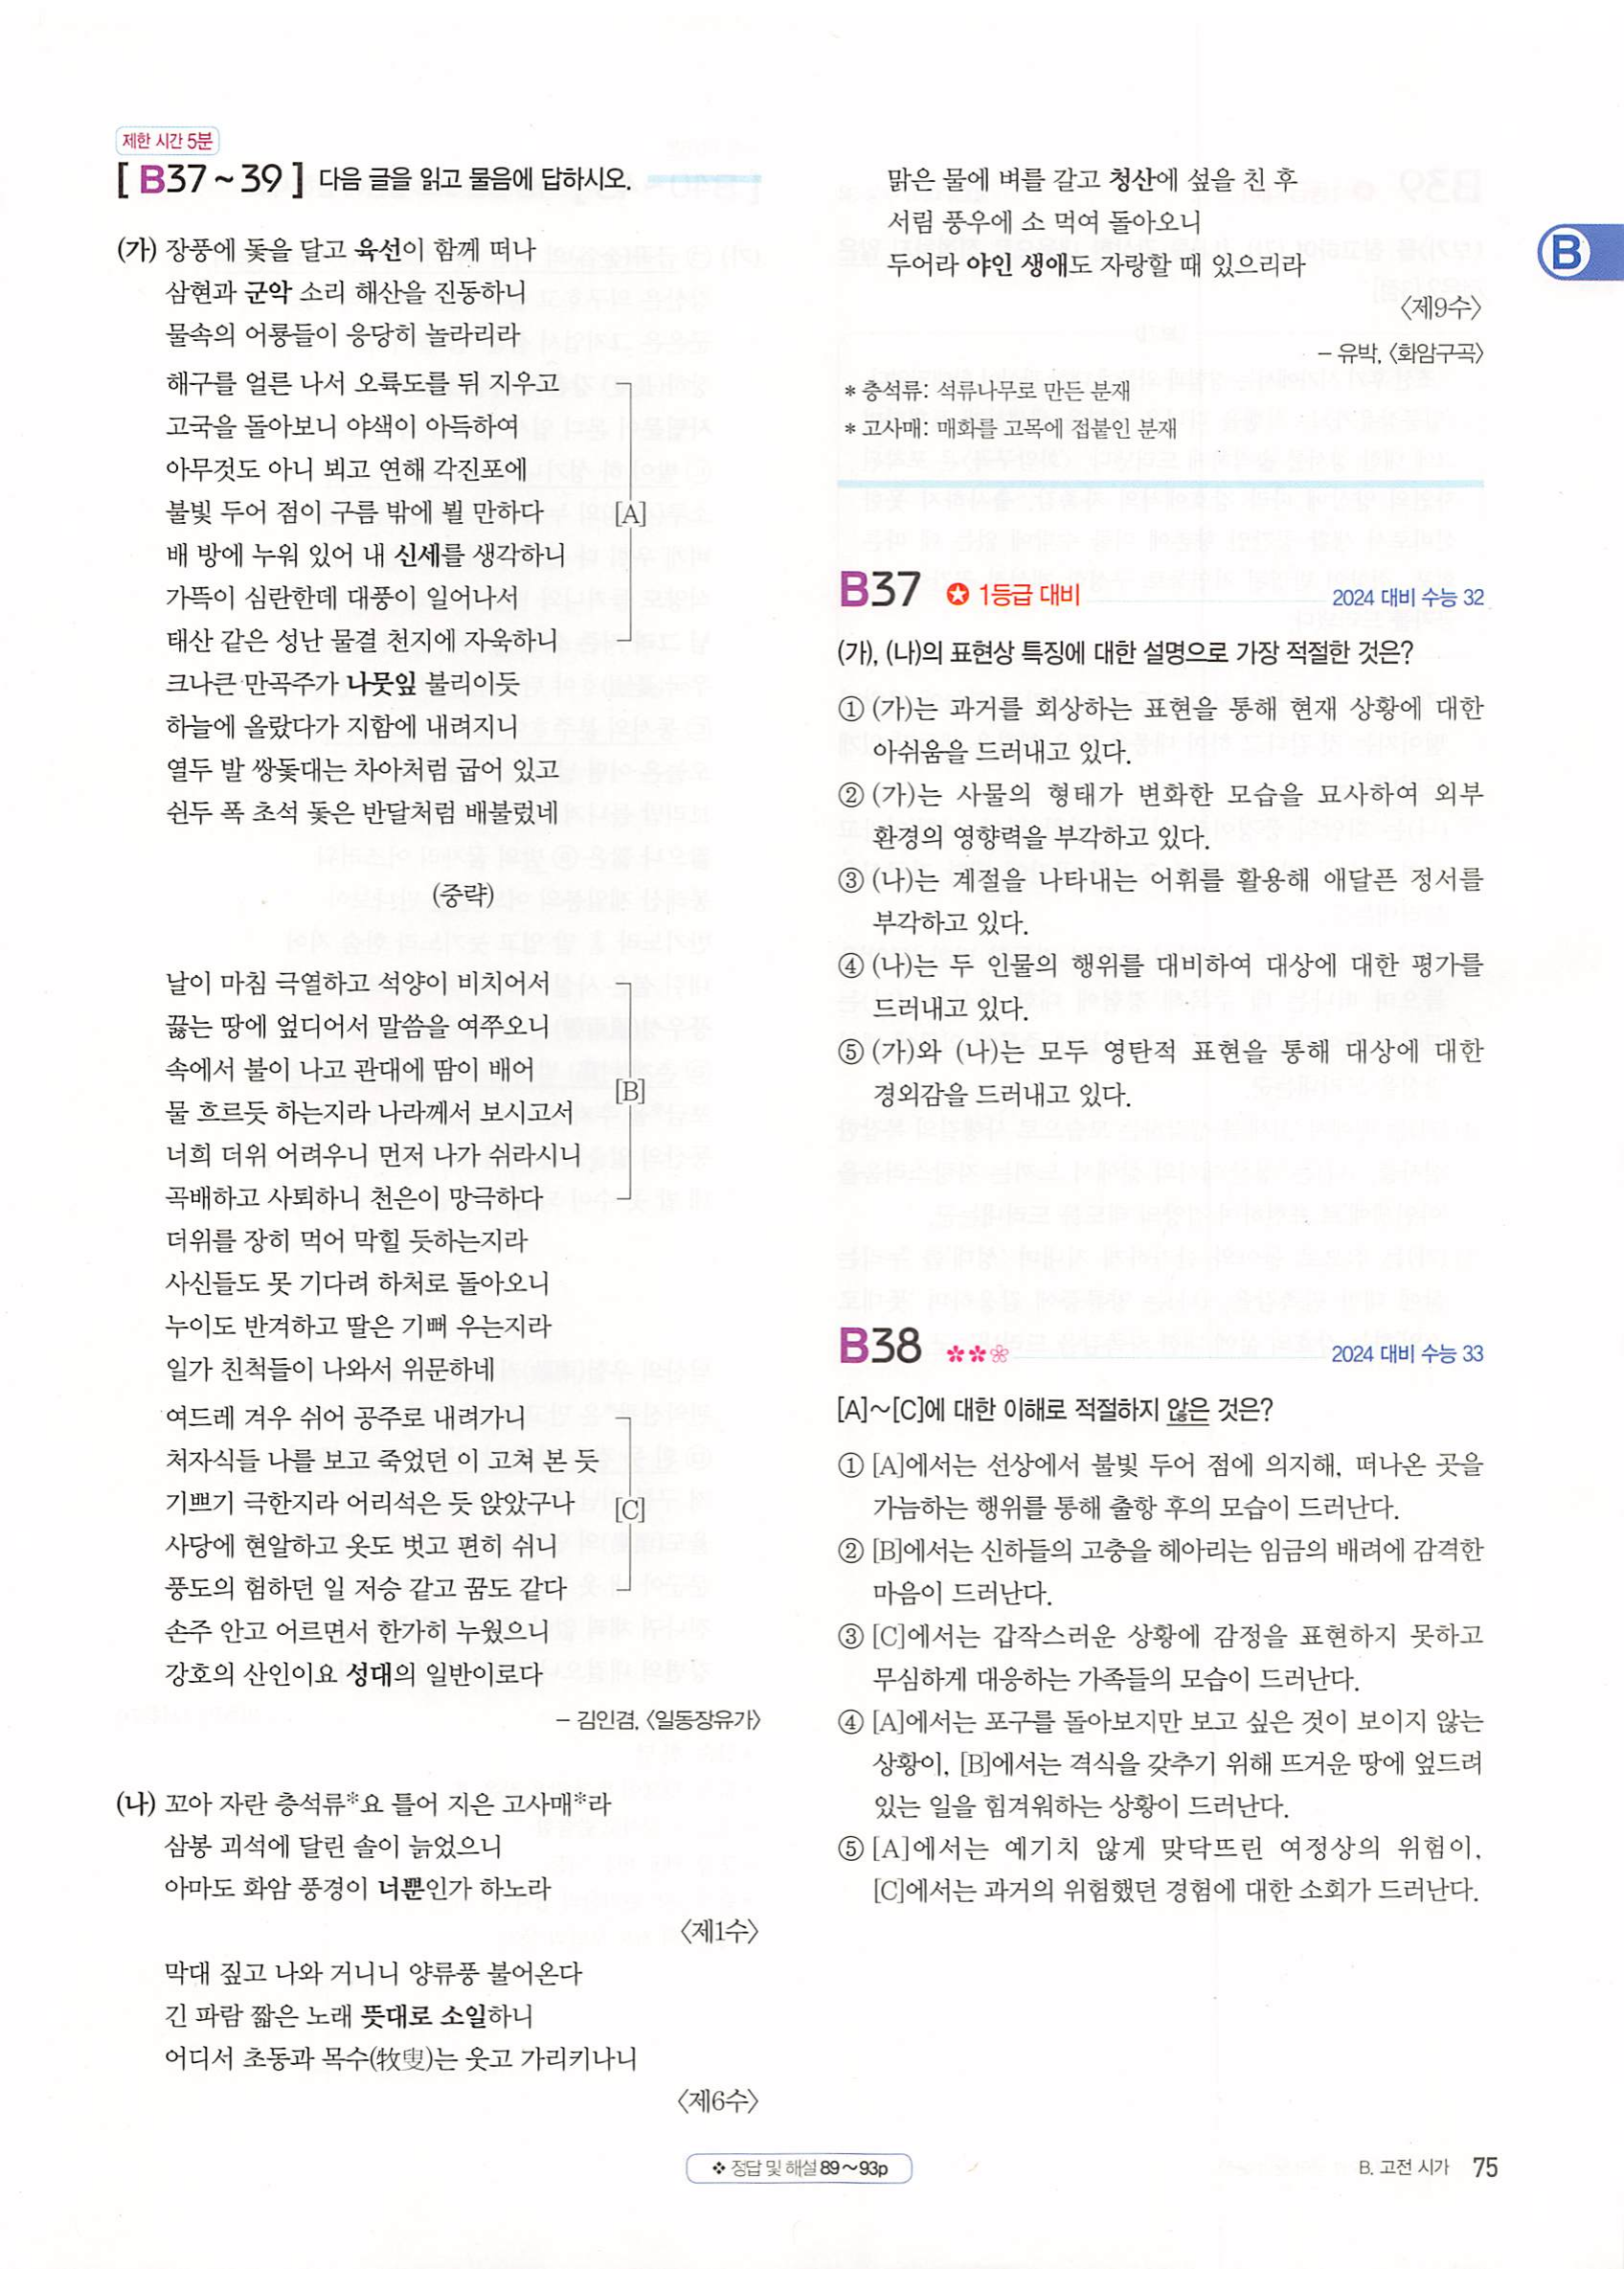 제한 시간 5분
[ B37 ~ 39 ] 다음 글을 읽고 물음에 답하시오.
(가) 장풍에 돛을 달고 육선이 함께 떠나
삼현과 군악 소리 해산을 진동하니
물속의 어룡들이 응당히 놀라리라
해구를 얼른 나서 오륙도를 뒤 지우고
고국을 돌아보니 야색이 아득하여
아무것도 아니 뵈고 연해 각진포에
불빛 두어 점이 구름 밖에 뵐 만하다
배 방에 누워 있어 내 신세를 생각하니
가뜩이 심란한데 대풍이 일어나서
태산 같은 성난 물결 천지에 자욱하니
[A]
크나큰 만곡주가 나뭇잎 불리이듯
하늘에 올랐다가 지함에 내려지니
열두 발 쌍돛대는 차아처럼 굽어 있고
쉰두 폭 초석 돛은 반달처럼 배불렀네
(중략)
날이 마침 극열하고 석양이 비치어서
끓는 땅에 엎디어서 말씀을 여쭈오니
속에서 불이 나고 관대에 땀이 배어
물 흐르듯 하는지라 나라께서 보시고서
너희 더위 어려우니 먼저 나가 쉬라시니
곡배하고 사퇴하니 천은이 망극하다
[B]
더위를 장히 먹어 막힐 듯하는지라
사신들도 못 기다려 하처로 돌아오니
누이도 반겨하고 딸은 기뻐 우는지라
일가 친척들이 나와서 위문하네
여드레 겨우 쉬어 공주로 내려가니
처자식들 나를 보고 죽었던 이 고쳐 본 듯
기쁘기 극한지라 어리석은 듯 앉았구나
사당에 현알하고 옷도 벗고 편히 쉬니
풍도의 험하던 일 저승 같고 꿈도 같다
[C]
손주 안고 어르면서 한가히 누웠으니
강호의 산인이요 성대의 일반이로다
– 김인겸, 〈일동장유가〉
(나) 꼬아 자란 층석류*요 틀어 지은 고사매*라
삼봉 괴석에 달린 솔이 늙었으니
아마도 화암 풍경이 너뿐인가 하노라
〈제1수〉
막대 짚고 나와 거니니 양류풍 불어온다
긴 파람 짧은 노래 뜻대로 소일하니
어디서 초동과 목수(牧叟)는 웃고 가리키나니
〈제6수〉
맑은 물에 벼를 갈고 청산에 섶을 친 후
서림 풍우에 소 먹여 돌아오니
두어라 야인 생애도 자랑할 때 있으리라
〈제9수〉
– 유박, 〈화암구곡〉
* 층석류: 석류나무로 만든 분재
* 고사매: 매화를 고목에 접붙인 분재
B
B37 1등급 대비 2024 대비 수능 32
(가), (나)의 표현상 특징에 대한 설명으로 가장 적절한 것은?
① (가)는 과거를 회상하는 표현을 통해 현재 상황에 대한
아쉬움을 드러내고 있다.
② (가)는 사물의 형태가 변화한 모습을 묘사하여 외부
환경의 영향력을 부각하고 있다.
③ (나)는 계절을 나타내는 어휘를 활용해 애달픈 정서를
부각하고 있다.
④ (나)는 두 인물의 행위를 대비하여 대상에 대한 평가를
드러내고 있다.
⑤ (가)와 (나)는 모두 영탄적 표현을 통해 대상에 대한
경외감을 드러내고 있다.
B38 2024 대비 수능 33
[A]~[C]에 대한 이해로 적절하지 않은 것은?
① [A]에서는 선상에서 불빛 두어 점에 의지해, 떠나온 곳을
가늠하는 행위를 통해 출항 후의 모습이 드러난다.
② [B]에서는 신하들의 고충을 헤아리는 임금의 배려에 감격한
마음이 드러난다.
③ [C]에서는 갑작스러운 상황에 감정을 표현하지 못하고
무심하게 대응하는 가족들의 모습이 드러난다.
④ [A]에서는 포구를 돌아보지만 보고 싶은 것이 보이지 않는
상황이, [B]에서는 격식을 갖추기 위해 뜨거운 땅에 엎드려
있는 일을 힘겨워하는 상황이 드러난다.
⑤ [A]에서는 예기치 않게 맞닥뜨린 여정상의 위험이,
[C]에서는 과거의 위험했던 경험에 대한 소회가 드러난다.
❖ 정답 및 해설 89~93p
B. 고전 시가 75